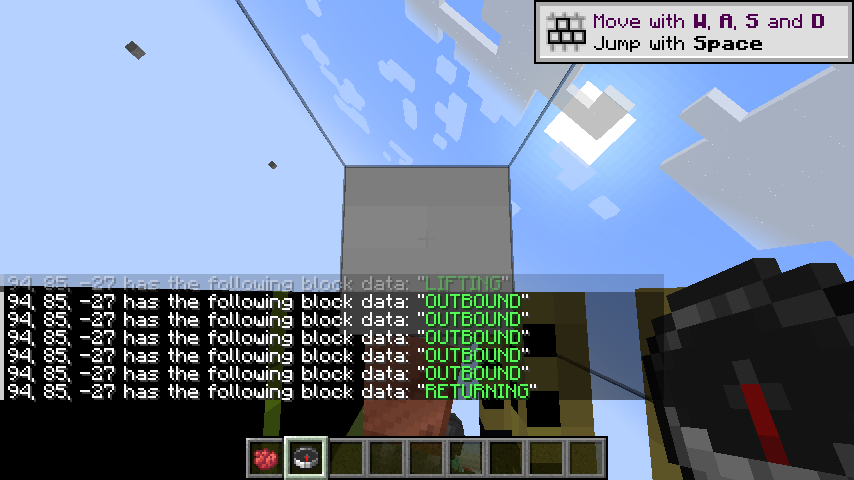 Move with W, A, S and D
Jump with Space
94, 85, -27 has the following block data: "LIFTING"
94, 85, -27 has the following block data: "OUTBOUND"
94, 85, -27 has the following block data: "OUTBOUND"
94, 85, -27 has the following block data: "OUTBOUND"
94, 85, -27 has the following block data: "OUTBOUND"
94, 85, -27 has the following block data: "OUTBOUND"
94, 85, -27 has the following block data: "RETURNING"